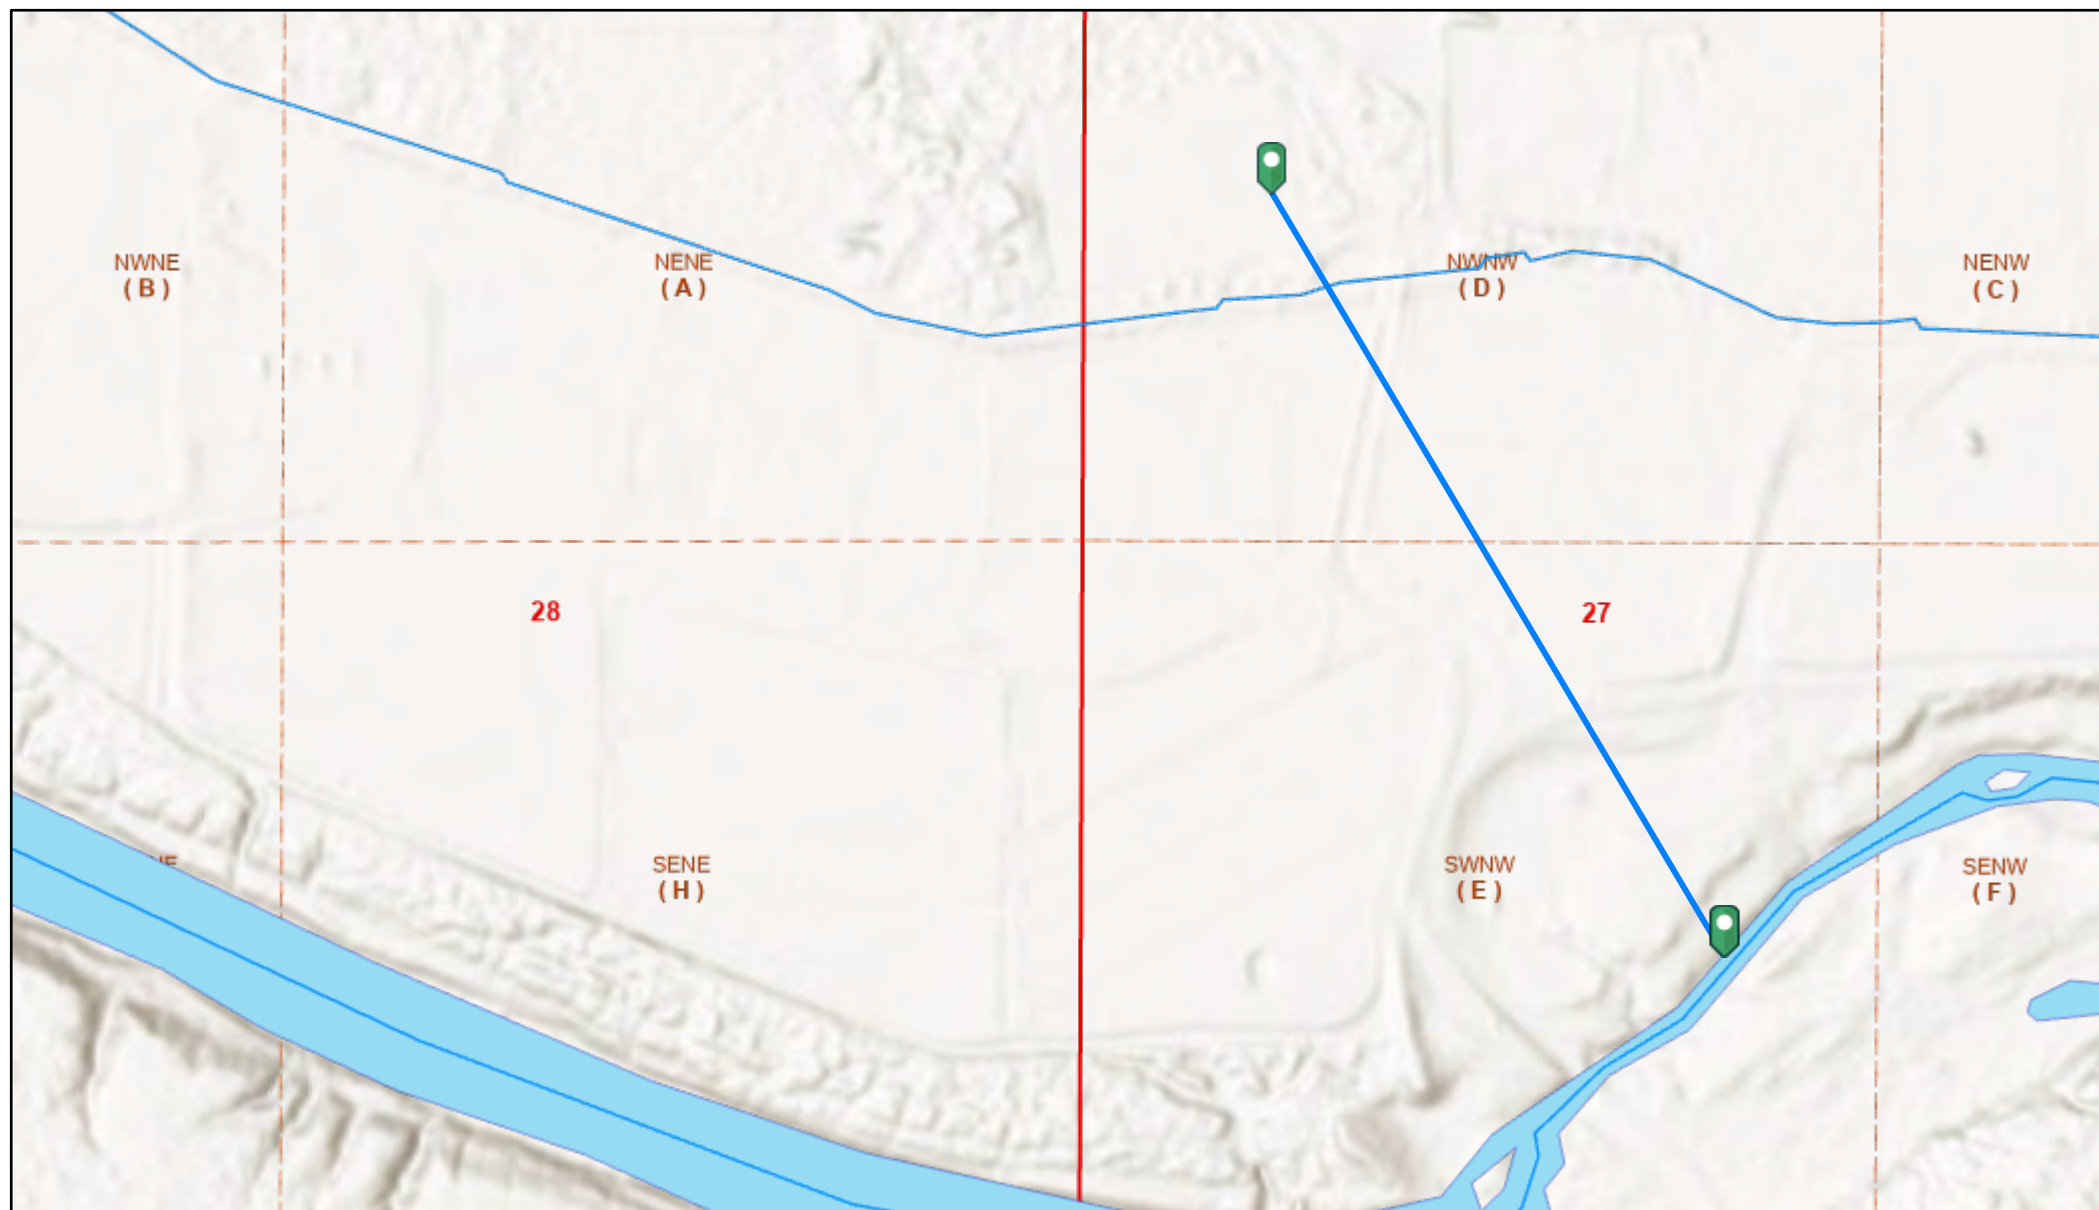 NWNE
( B )
NENE
( A )
NWNW
( D )
NENW
( C )
28
27
SENE
( H )
SWNW
( E )
SENW
( F )